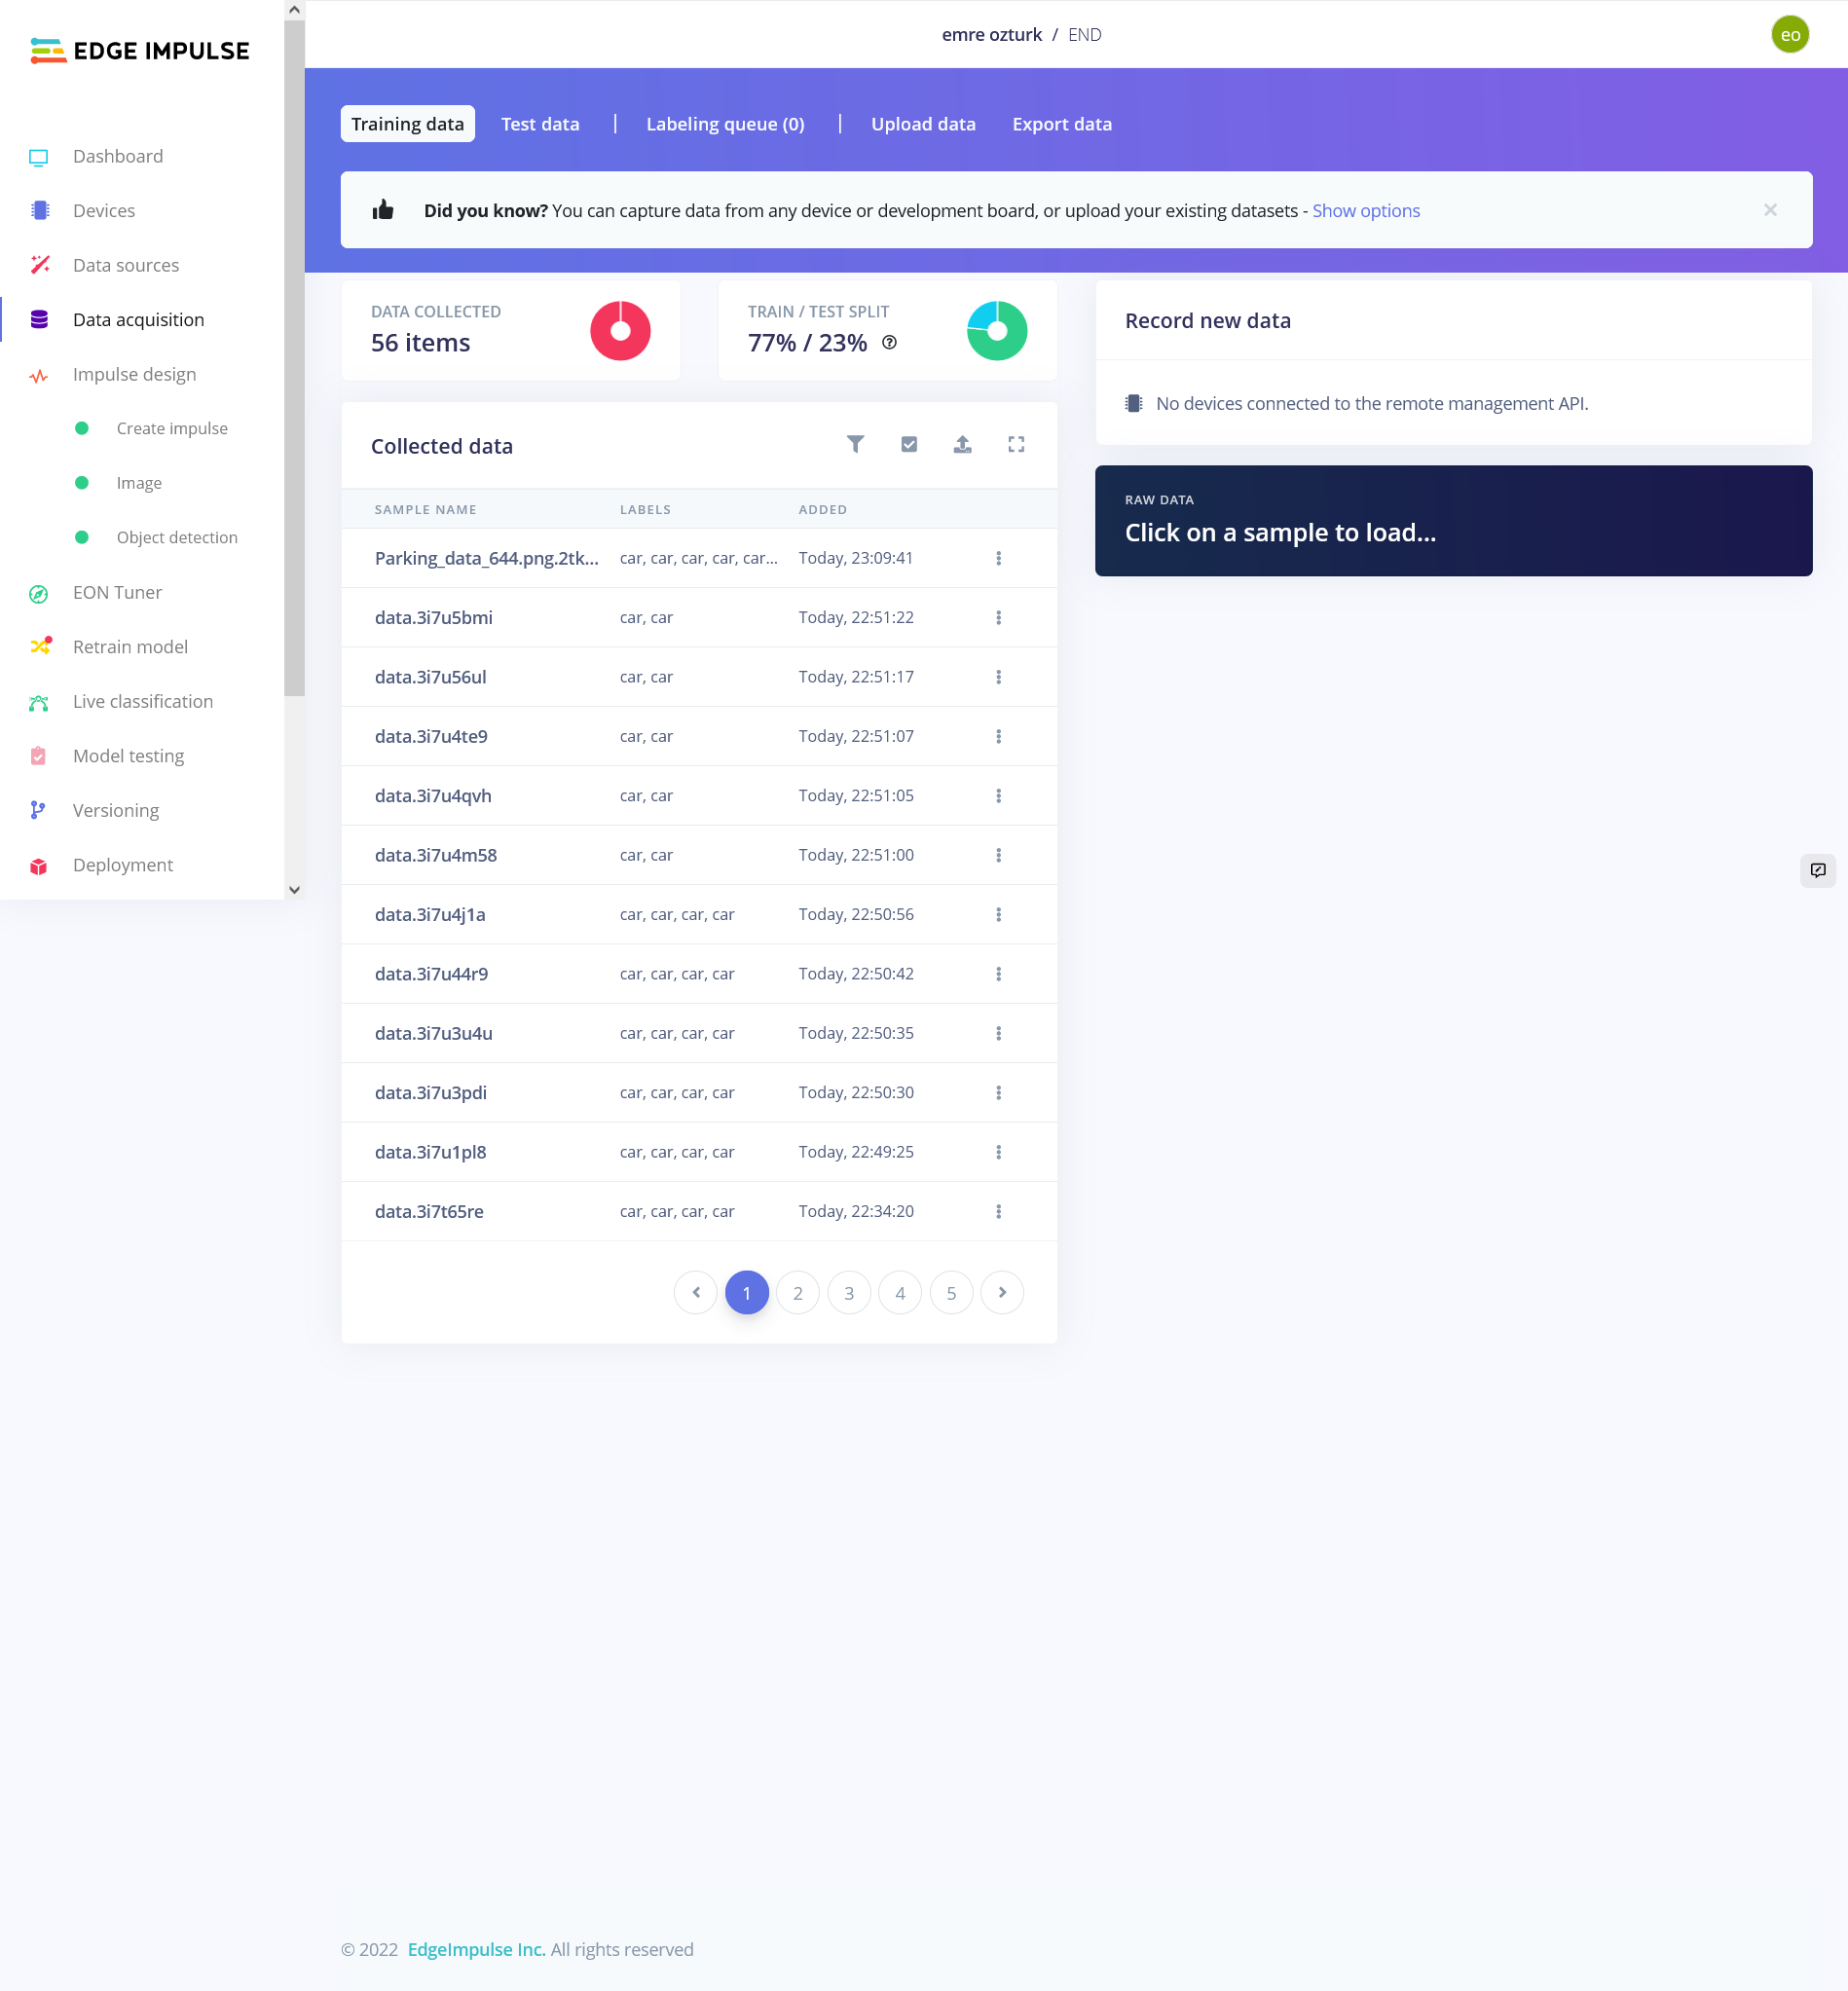 EDGE IMPULSE
Dashboard
Devices
Data sources
Data acquisition
Impulse design
Create impulse
Image
Object detection
EON Tuner
Retrain model
Live classification
Model testing
Versioning
Deployment
emre ozturk / END
eo
Training data Test data | Labeling queue (0) | Upload data Export data
Did you know? You can capture data from any device or development board, or upload your existing datasets - Show options ×
DATA COLLECTED
56 items
TRAIN / TEST SPLIT
77% / 23% ?
Collected data
SAMPLE NAME LABELS ADDED
Parking_data_644.png.2tk... car, car, car, car, car... Today, 23:09:41
data.3i7u5bmi car, car Today, 22:51:22
data.3i7u56ul car, car Today, 22:51:17
data.3i7u4te9 car, car Today, 22:51:07
data.3i7u4qvh car, car Today, 22:51:05
data.3i7u4m58 car, car Today, 22:51:00
data.3i7u4j1a car, car, car, car Today, 22:50:56
data.3i7u44r9 car, car, car, car Today, 22:50:42
data.3i7u3u4u car, car, car, car Today, 22:50:35
data.3i7u3pdi car, car, car, car Today, 22:50:30
data.3i7u1pl8 car, car, car, car Today, 22:49:25
data.3i7t65re car, car, car, car Today, 22:34:20
1 2 3 4 5
Record new data
No devices connected to the remote management API.
RAW DATA
Click on a sample to load...
© 2022 EdgeImpulse Inc. All rights reserved